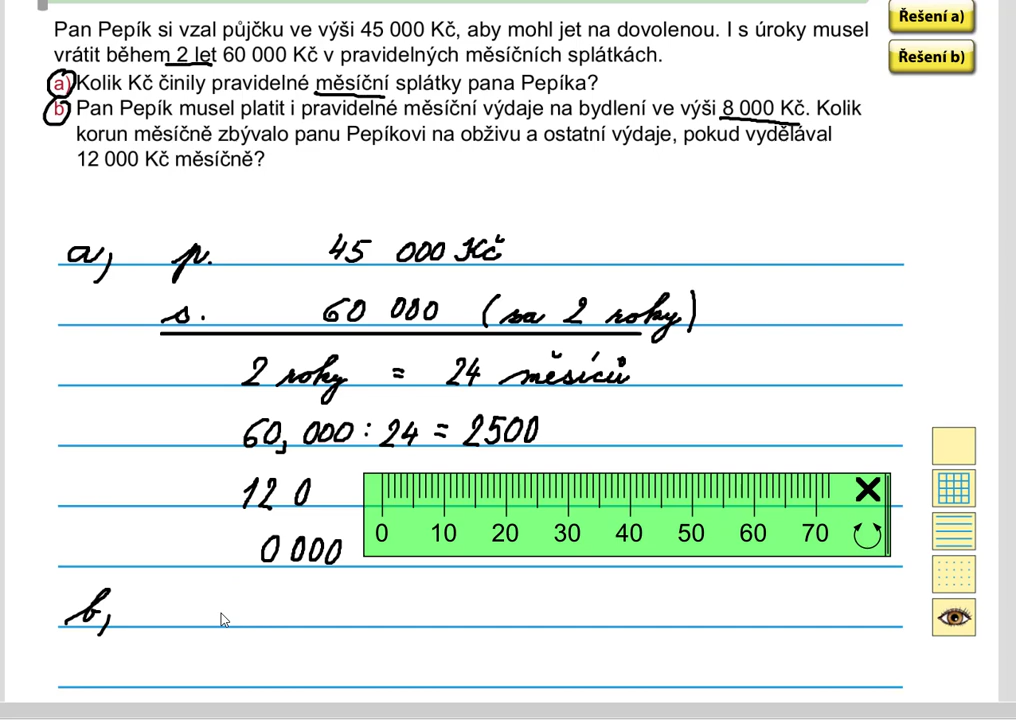 Pan Pepík si vzal půjčku ve výši 45 000 Kč, aby mohl jet na dovolenou. I s úroky musel
vrátit během 2 let 60 000 Kč v pravidelných měsíčních splátkách.
a) Kolik Kč činily pravidelné měsíční splátky pana Pepíka?
b) Pan Pepík musel platit i pravidelné měsíční výdaje na bydlení ve výši 8 000 Kč. Kolik
korun měsíčně zbývalo panu Pepíkovi na obživu a ostatní výdaje, pokud vydělával
12 000 Kč měsíčně?
Řešení a)
Řešení b)
a, p. 45 000 Kč
s. 60 000 (za 2 roky)
2 roky = 24 měsíců
60,000 : 24 = 2500
12 0
0 000
0 10 20 30 40 50 60 70
b,